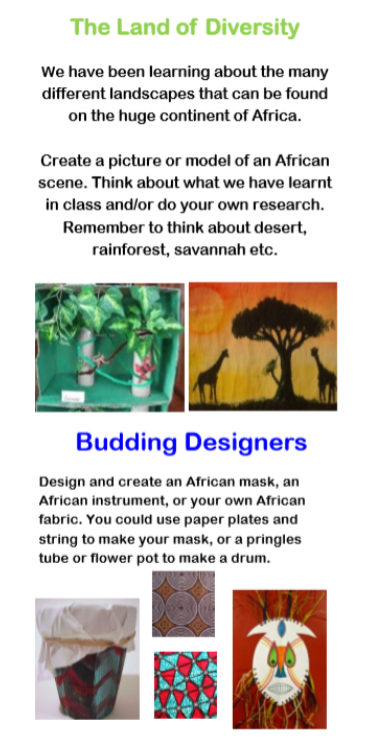 The Land of Diversity
We have been learning about the many
different landscapes that can be found
on the huge continent of Africa.
Create a picture or model of an African
scene. Think about what we have learnt
in class and/or do your own research.
Remember to think about desert,
rainforest, savannah etc.
Budding Designers
Design and create an African mask, an
African instrument, or your own African
fabric. You could use paper plates and
string to make your mask, or a pringles
tube or flower pot to make a drum.